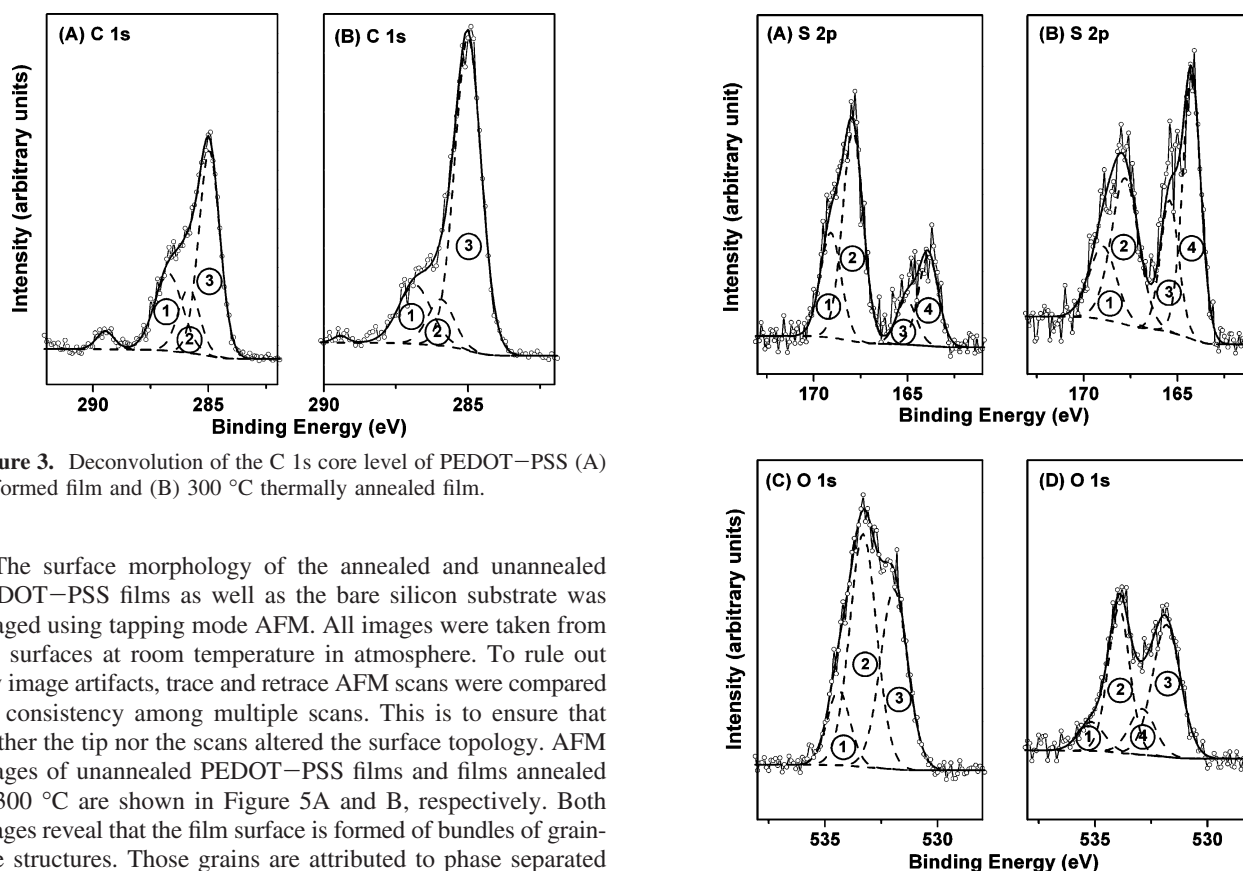 (A) C 1s
(B) C 1s
Intensity (arbitrary units)
1
2
3
1
2
3
290
285
290
285
Binding Energy (eV)
ure 3. Deconvolution of the C 1s core level of PEDOT−PSS (A)
formed film and (B) 300 °C thermally annealed film.
The surface morphology of the annealed and unannealed
DOT−PSS films as well as the bare silicon substrate was
aged using tapping mode AFM. All images were taken from
surfaces at room temperature in atmosphere. To rule out
y image artifacts, trace and retrace AFM scans were compared
consistency among multiple scans. This is to ensure that
ther the tip nor the scans altered the surface topology. AFM
ages of unannealed PEDOT−PSS films and films annealed
300 °C are shown in Figure 5A and B, respectively. Both
ages reveal that the film surface is formed of bundles of grain-
e structures. Those grains are attributed to phase separated
(A) S 2p
(B) S 2p
Intensity (arbitrary unit)
1
2
3
4
1
2
3
4
170
165
170
165
Binding Energy (eV)
(C) O 1s
(D) O 1s
Intensity (arbitrary units)
1
2
3
1
2
4
3
535
530
535
530
Binding Energy (eV)